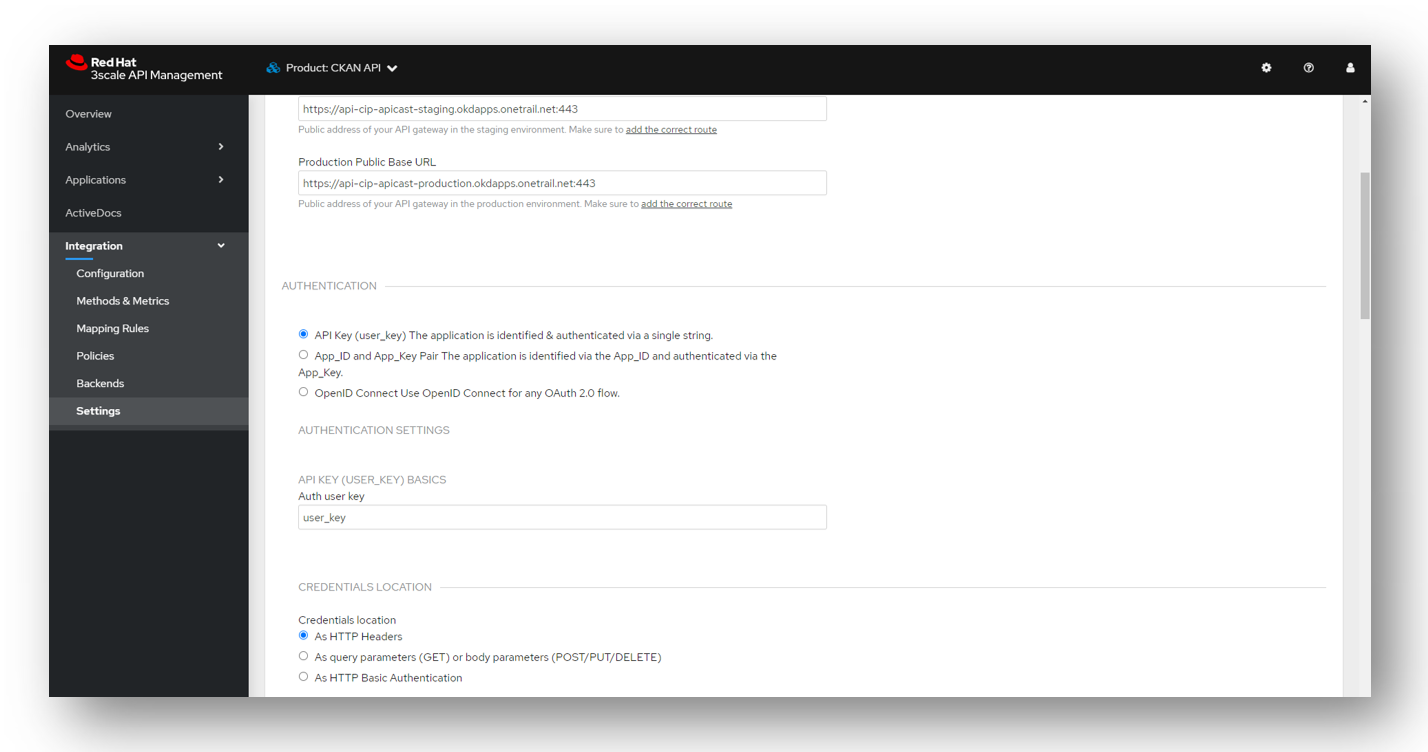 Red Hat
3scale API Management
Product: CKAN API
Overview
Analytics
Applications
ActiveDocs
Integration
Configuration
Methods & Metrics
Mapping Rules
Policies
Backends
Settings
https://api-cip-apicast-staging.okdapps.onetrail.net:443
Public address of your API gateway in the staging environment. Make sure to add the correct route
Production Public Base URL
https://api-cip-apicast-production.okdapps.onetrail.net:443
Public address of your API gateway in the production environment. Make sure to add the correct route
AUTHENTICATION
API Key (user_key) The application is identified & authenticated via a single string.
App_ID and App_Key Pair The application is identified via the App_ID and authenticated via the
App_Key.
OpenID Connect Use OpenID Connect for any OAuth 2.0 flow.
AUTHENTICATION SETTINGS
API KEY (USER_KEY) BASICS
Auth user key
user_key
CREDENTIALS LOCATION
Credentials location
As HTTP Headers
As query parameters (GET) or body parameters (POST/PUT/DELETE)
As HTTP Basic Authentication